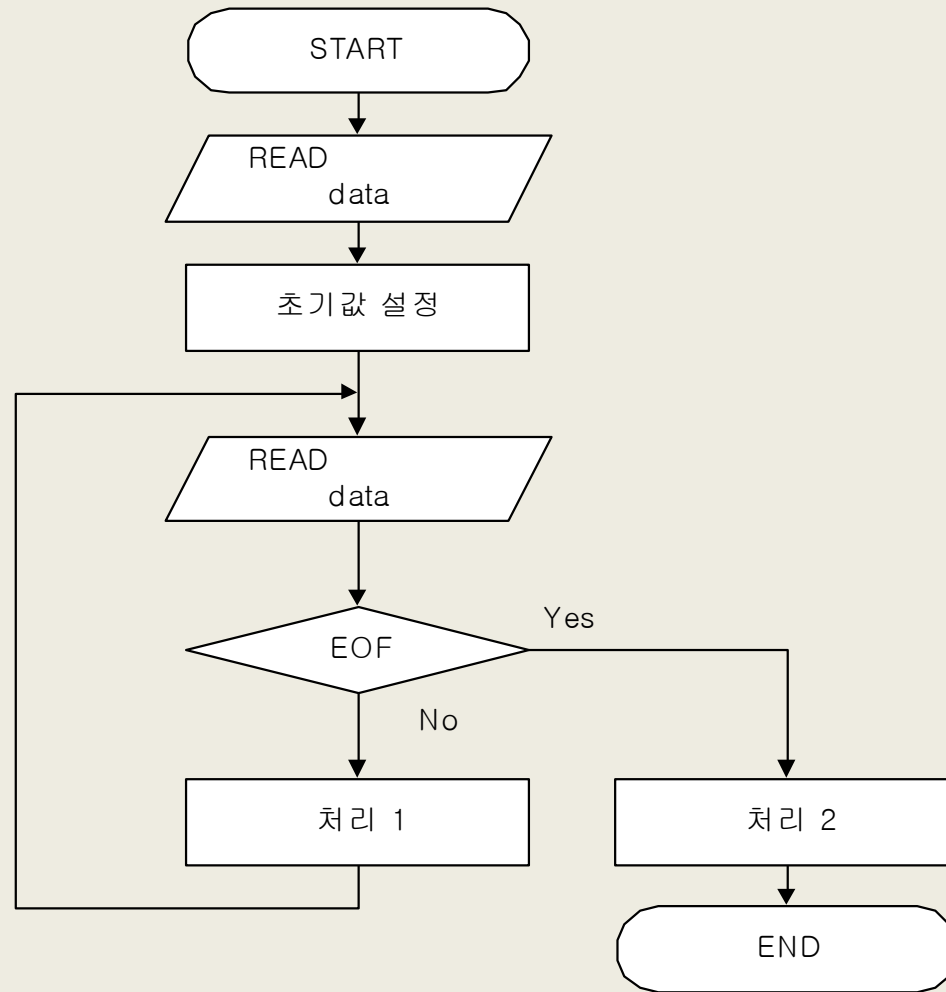 START
READ
data
초기값 설정
READ
data
EOF
Yes
No
처리 1
처리 2
END